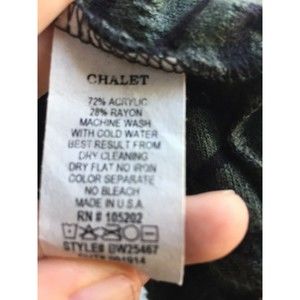 CHALET
72% ACRYLIC
28% RAYON
MACHINE WASH
WITH COLD WATER
BEST RESULT FROM
DRY CLEANING
DRY FLAT NO IRON
COLOR SEPARATE
NO BLEACH
MADE IN U.S.A.
RN # 105202
STYLE# BW25467